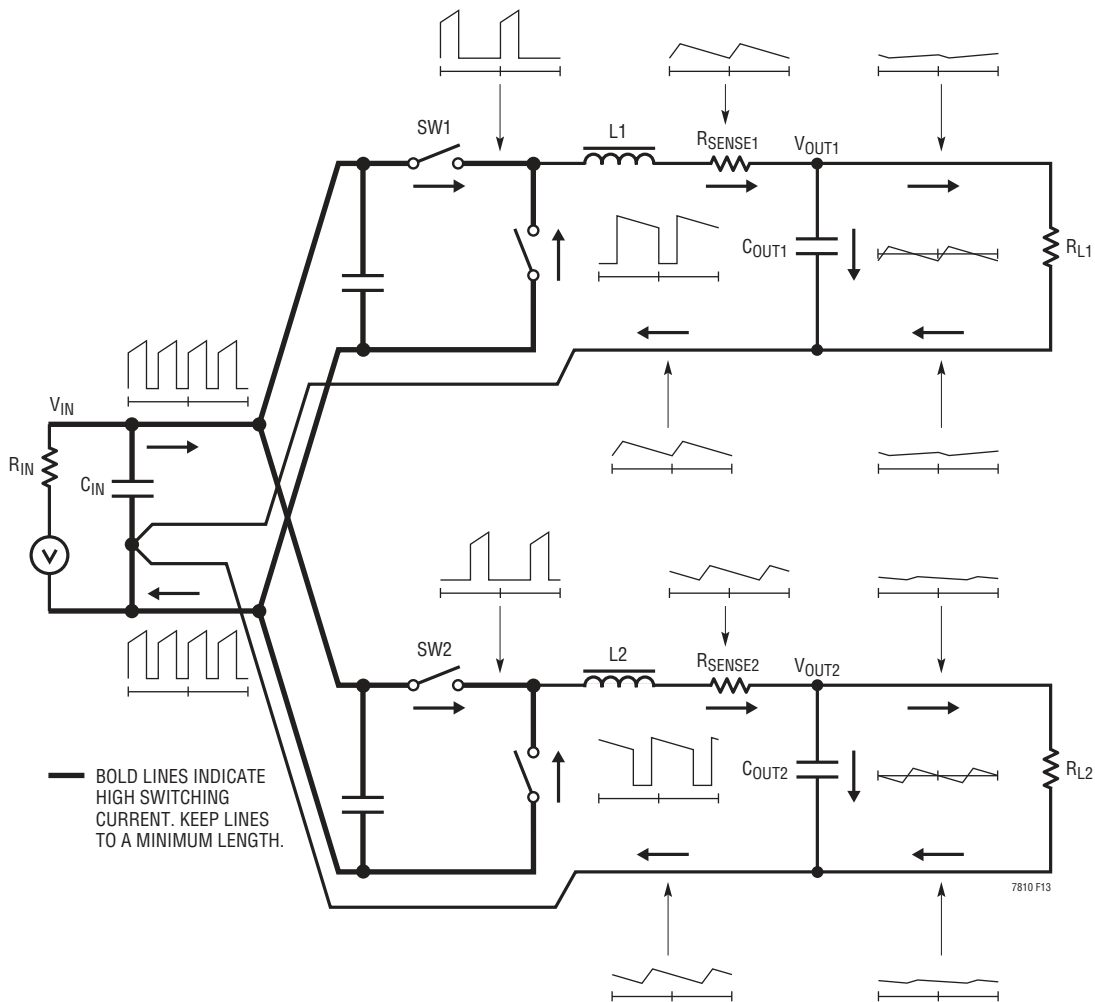 SW1
L1
RSENSE1
VOUT1
COUT1
RL1
VIN
RIN
CIN
V
SW2
L2
RSENSE2
VOUT2
COUT2
RL2
BOLD LINES INDICATE
HIGH SWITCHING
CURRENT. KEEP LINES
TO A MINIMUM LENGTH.
7810 F13